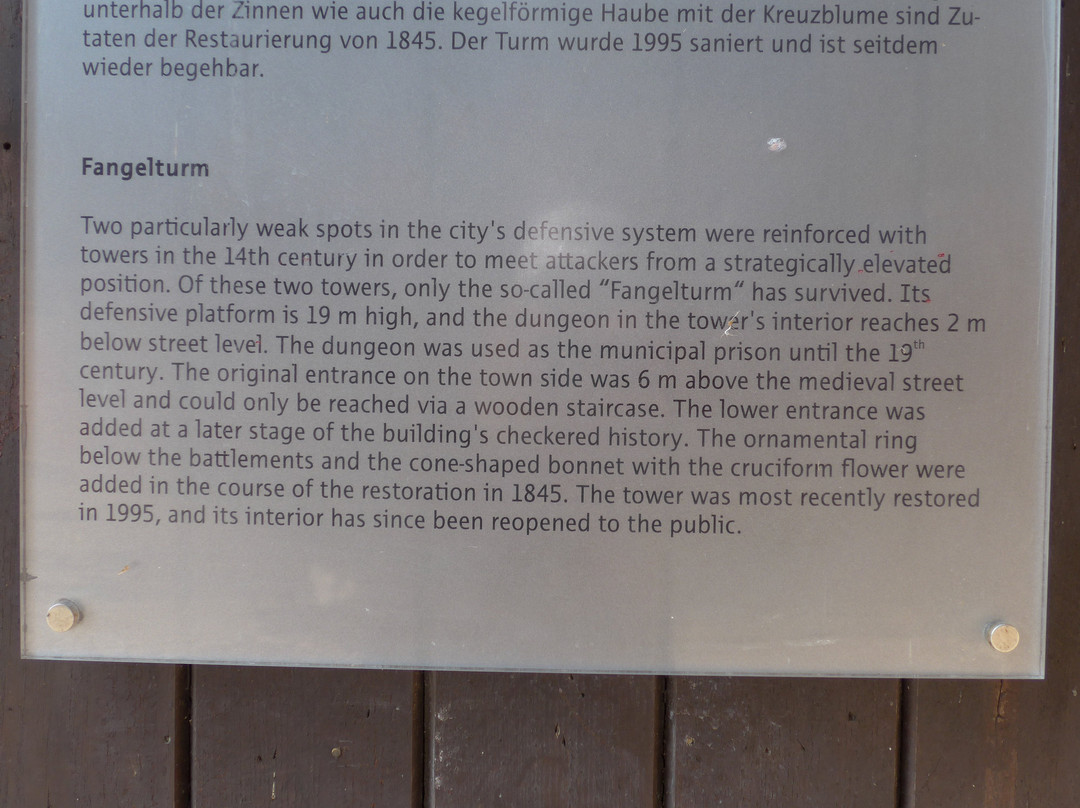 unterhalb der Zinnen wie auch die kegelförmige Haube mit der Kreuzblume sind Zu-
taten der Restaurierung von 1845. Der Turm wurde 1995 saniert und ist seitdem
wieder begehbar.
Fangelturm
Two particularly weak spots in the city's defensive system were reinforced with
towers in the 14th century in order to meet attackers from a strategically elevated
position. Of these two towers, only the so-called “Fangelturm“ has survived. Its
defensive platform is 19 m high, and the dungeon in the tower's interior reaches 2 m
below street level. The dungeon was used as the municipal prison until the 19th
century. The original entrance on the town side was 6 m above the medieval street
level and could only be reached via a wooden staircase. The lower entrance was
added at a later stage of the building's checkered history. The ornamental ring
below the battlements and the cone-shaped bonnet with the cruciform flower were
added in the course of the restoration in 1845. The tower was most recently restored
in 1995, and its interior has since been reopened to the public.